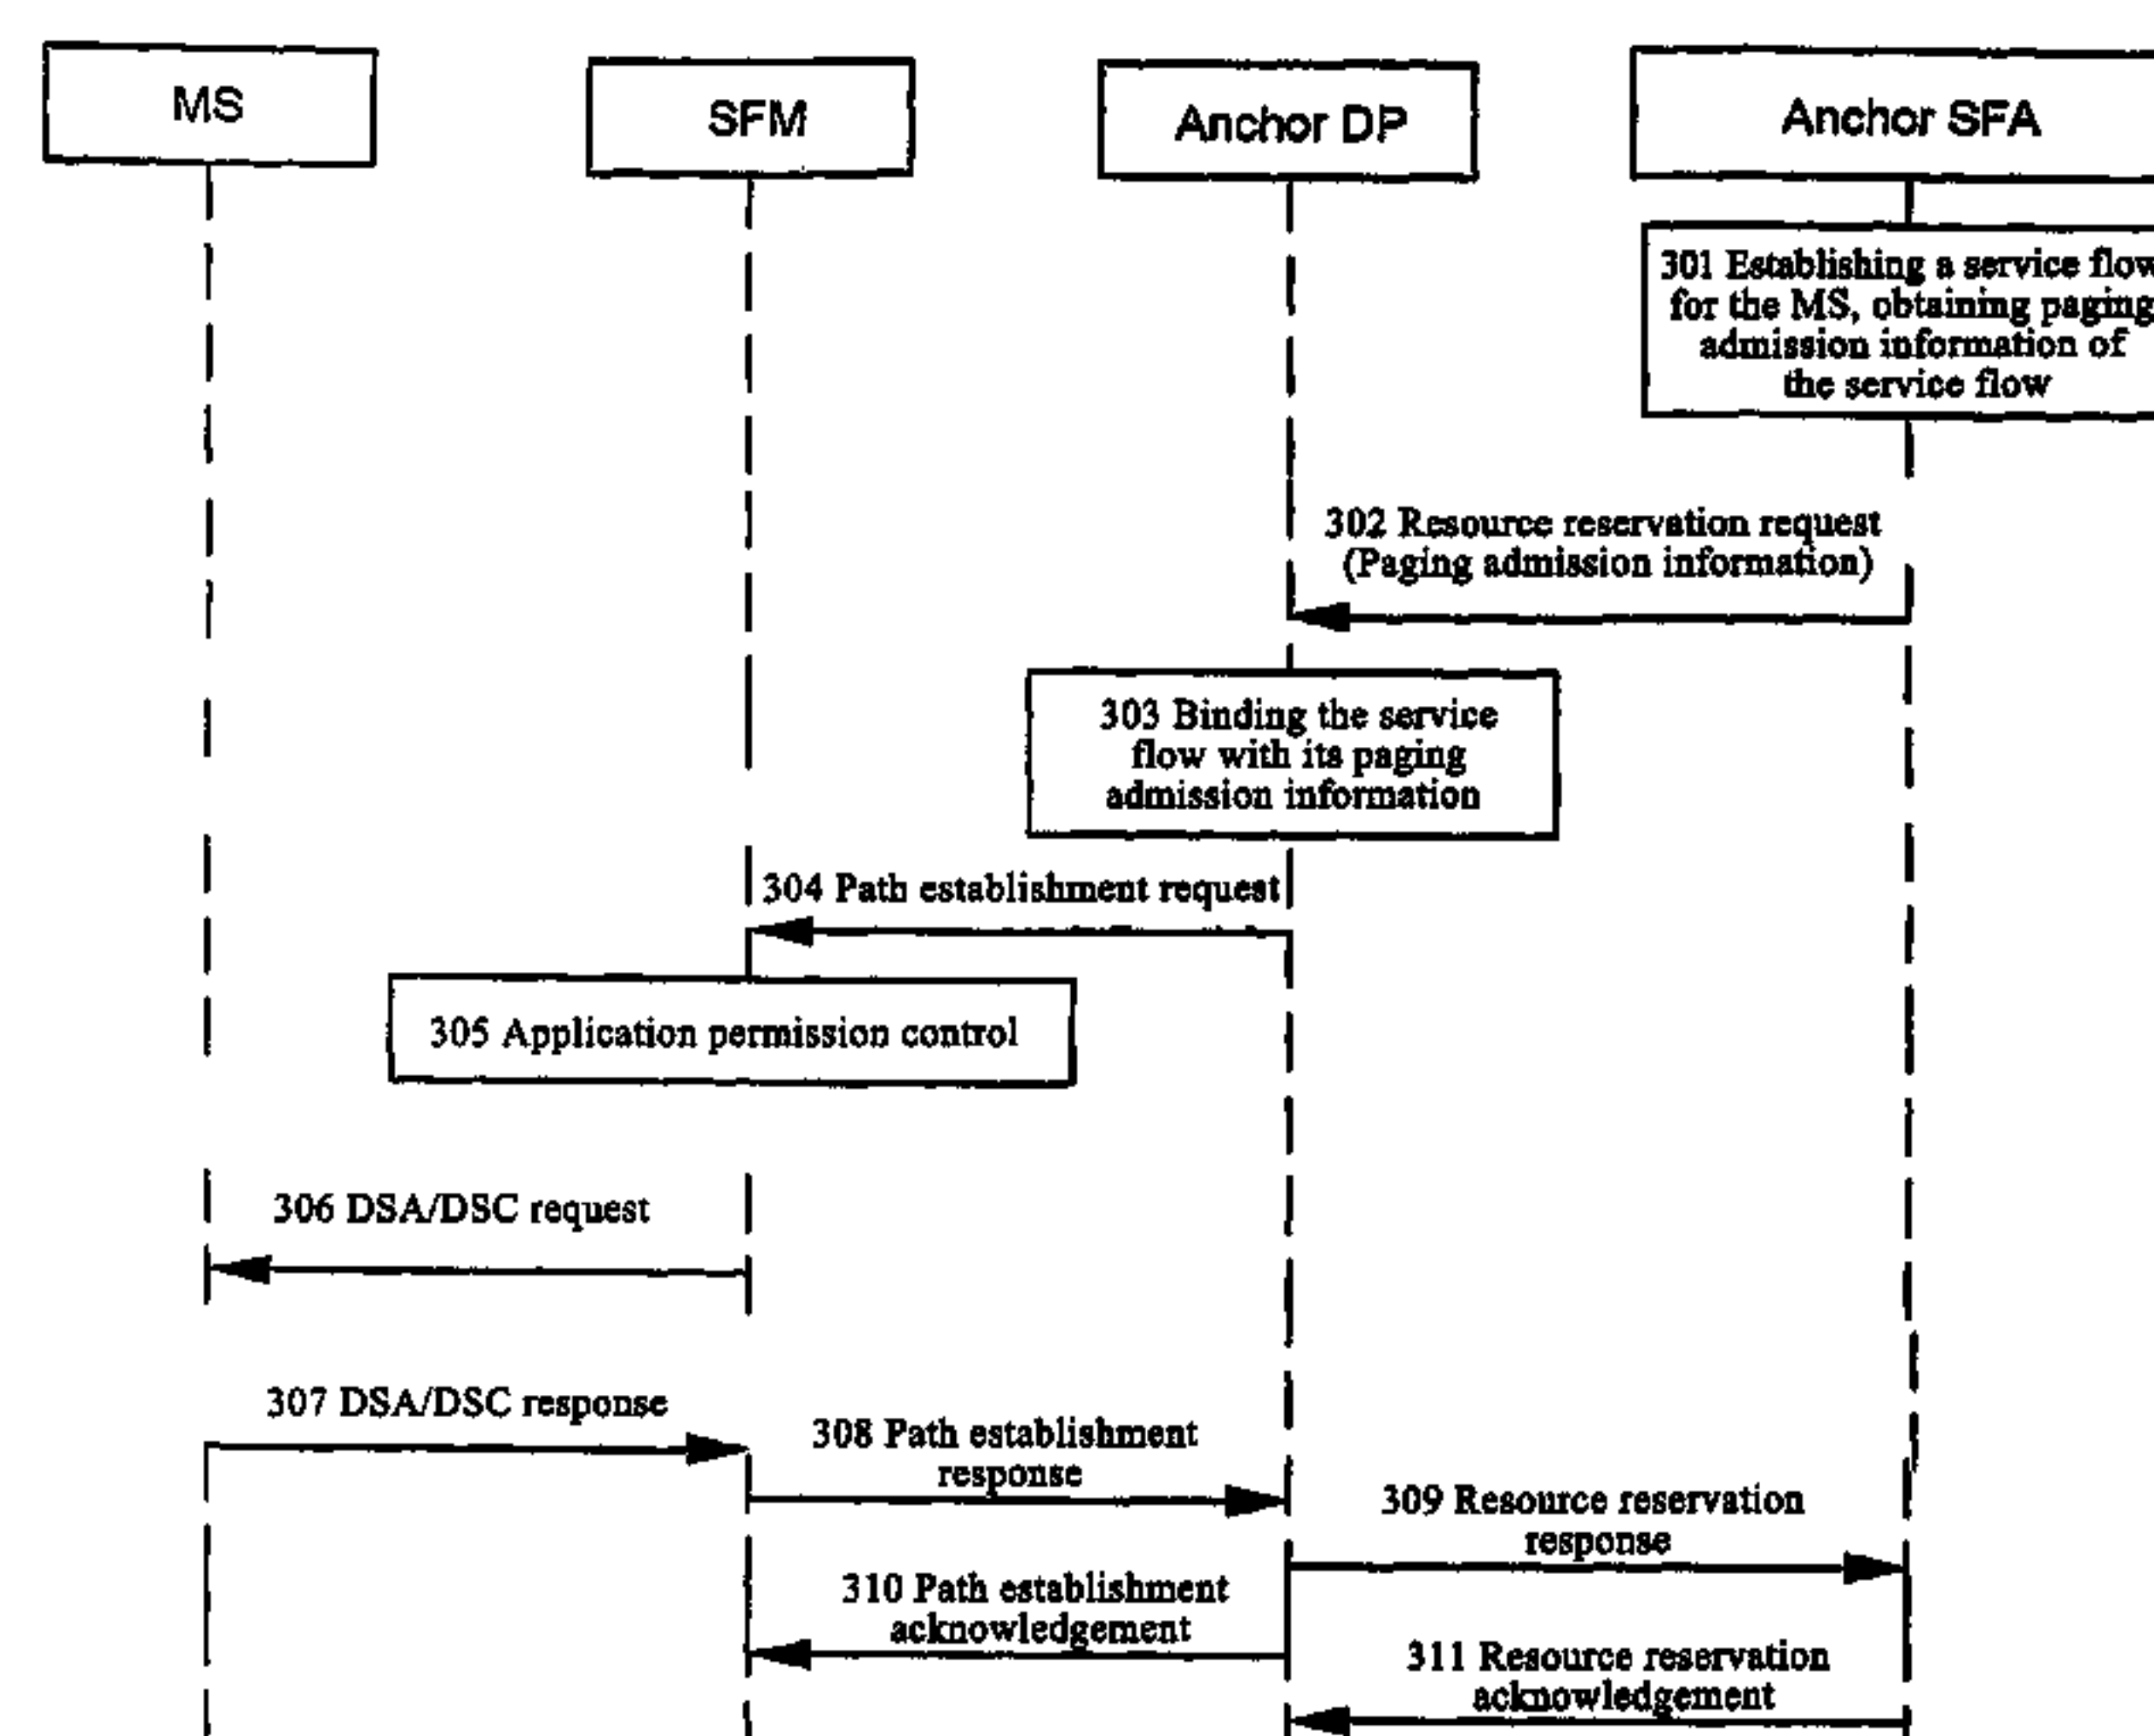 MS
SFM
Anchor DP
Anchor SFA
301 Establishing a service flow
for the MS, obtaining paging
admission information of
the service flow
302 Resource reservation request
(Paging admission information)
303 Binding the service
flow with its paging
admission information
304 Path establishment request
305 Application permission control
306 DSA/DSC request
307 DSA/DSC response
308 Path establishment
response
309 Resource reservation
response
310 Path establishment
acknowledgement
311 Resource reservation
acknowledgement